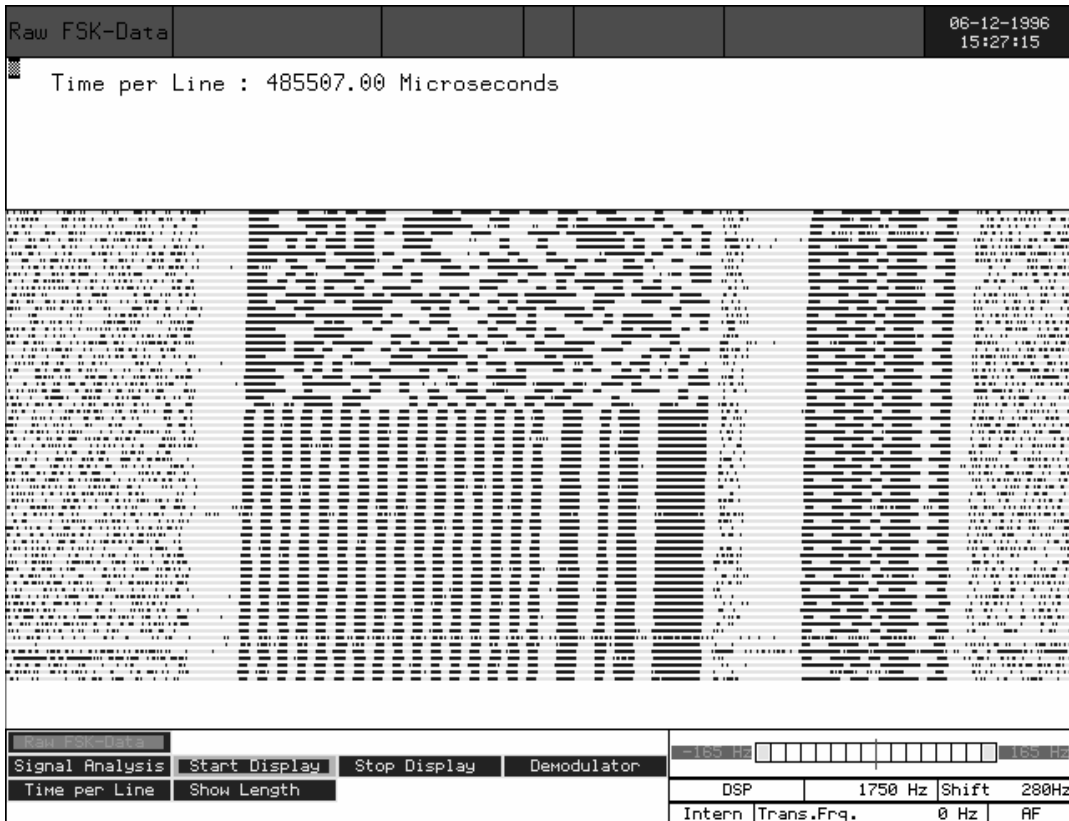 Raw FSK-Data
06-12-1996
15:27:15
Time per Line : 485507.00 Microseconds
Raw FSK-Data
Signal Analysis Start Display Stop Display Demodulator
Time per Line Show Length
-165 Hz 165 Hz
DSP 1750 Hz Shift 280Hz
Intern Trans.Frq. 0 Hz AF